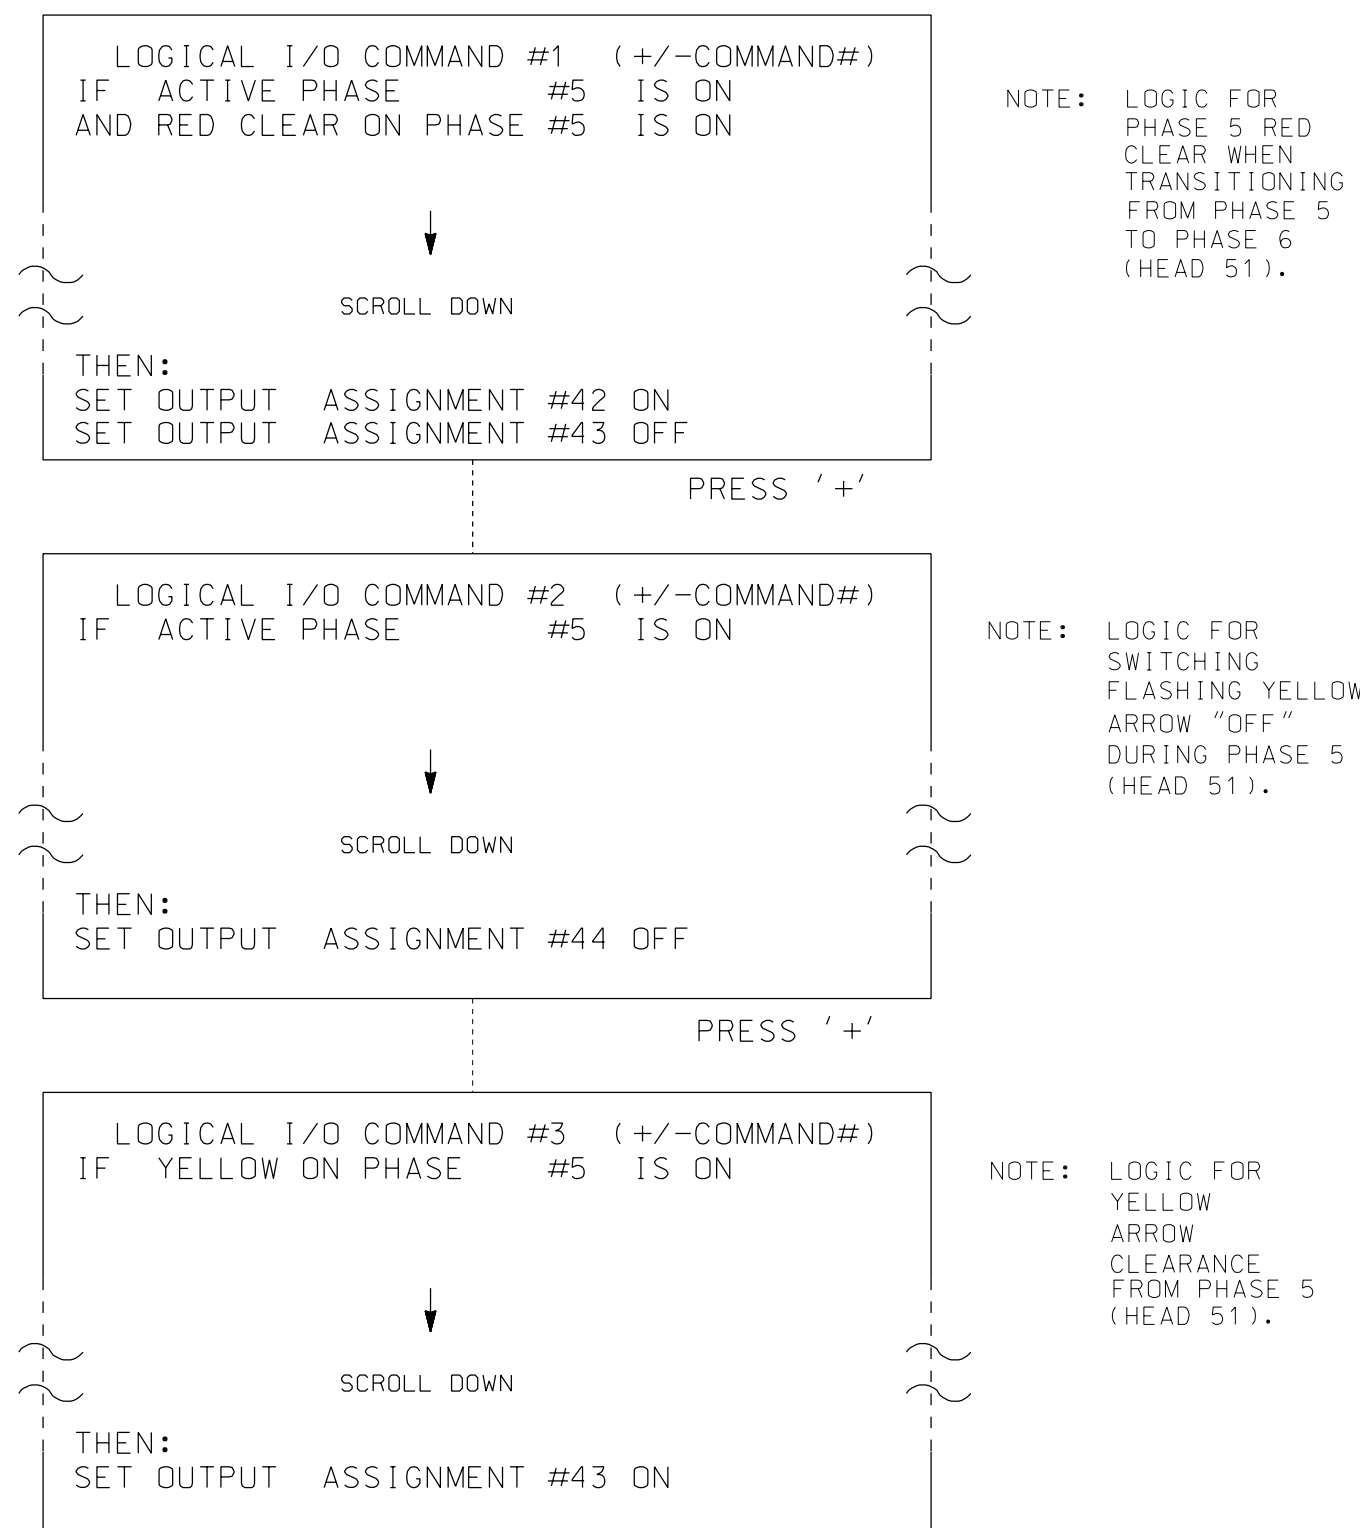 LOGICAL I/O COMMAND #1 (+/-COMMAND#)
IF ACTIVE PHASE #5 IS ON
AND RED CLEAR ON PHASE #5 IS ON
SCROLL DOWN
THEN:
SET OUTPUT ASSIGNMENT #42 ON
SET OUTPUT ASSIGNMENT #43 OFF
NOTE: LOGIC FOR
PHASE 5 RED
CLEAR WHEN
TRANSITIONING
FROM PHASE 5
TO PHASE 6
(HEAD 51).
PRESS '+'
LOGICAL I/O COMMAND #2 (+/-COMMAND#)
IF ACTIVE PHASE #5 IS ON
SCROLL DOWN
THEN:
SET OUTPUT ASSIGNMENT #44 OFF
NOTE: LOGIC FOR
SWITCHING
FLASHING YELLOW
ARROW "OFF"
DURING PHASE 5
(HEAD 51).
PRESS '+'
LOGICAL I/O COMMAND #3 (+/-COMMAND#)
IF YELLOW ON PHASE #5 IS ON
SCROLL DOWN
THEN:
SET OUTPUT ASSIGNMENT #43 ON
NOTE: LOGIC FOR
YELLOW
ARROW
CLEARANCE
FROM PHASE 5
(HEAD 51).